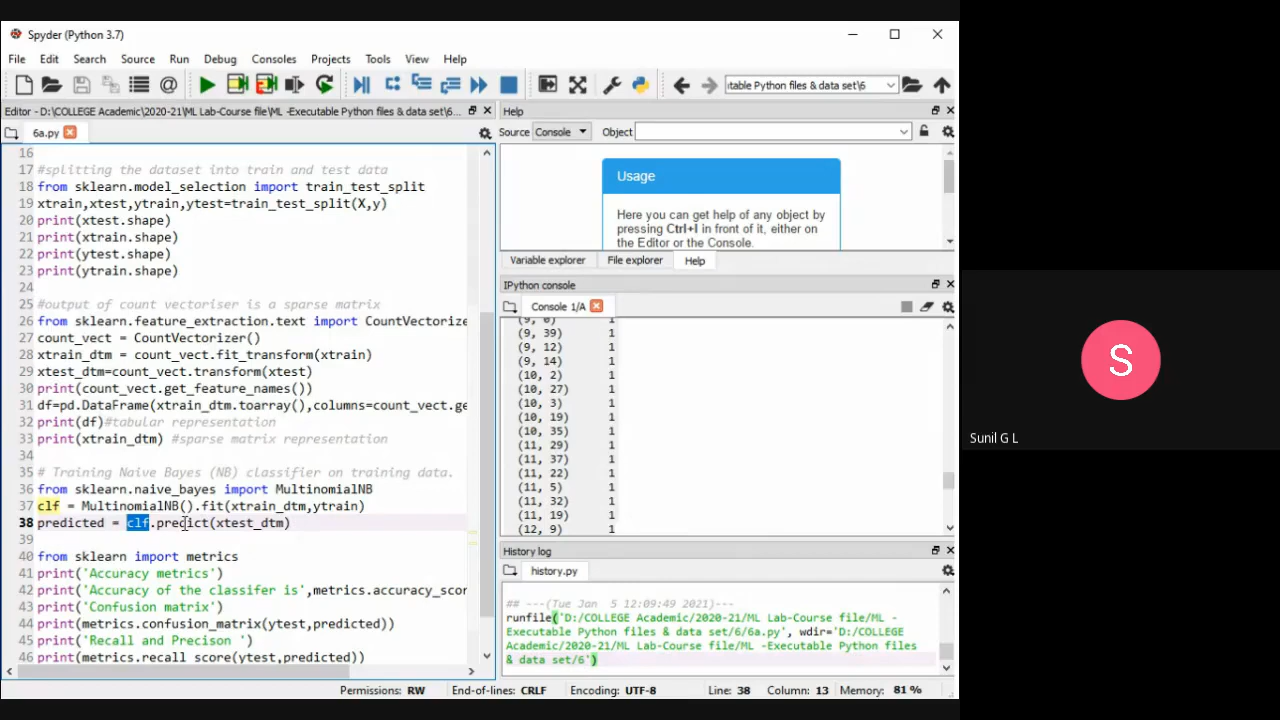 Spyder (Python 3.7)
File Edit Search Source Run Debug Consoles Projects Tools View Help
itable Python files & data set\6
Editor - D:\COLLEGE Academic\2020-21\ML Lab-Course file\ML -Executable Python files & data set\6...
6a.py
16
17 #splitting the dataset into train and test data
18 from sklearn.model_selection import train_test_split
19 xtrain,xtest,ytrain,ytest=train_test_split(X,y)
20 print(xtest.shape)
21 print(xtrain.shape)
22 print(ytest.shape)
23 print(ytrain.shape)
24
25 #output of count vectoriser is a sparse matrix
26 from sklearn.feature_extraction.text import CountVectorize
27 count_vect = CountVectorizer()
28 xtrain_dtm = count_vect.fit_transform(xtrain)
29 xtest_dtm=count_vect.transform(xtest)
30 print(count_vect.get_feature_names())
31 df=pd.DataFrame(xtrain_dtm.toarray(),columns=count_vect.ge
32 print(df)#tabular representation
33 print(xtrain_dtm) #sparse matrix representation
34
35 # Training Naive Bayes (NB) classifier on training data.
36 from sklearn.naive_bayes import MultinomialNB
37 clf = MultinomialNB().fit(xtrain_dtm,ytrain)
38 predicted = clf.predict(xtest_dtm)
39
40 from sklearn import metrics
41 print('Accuracy metrics')
42 print('Accuracy of the classifer is',metrics.accuracy_scor
43 print('Confusion matrix')
44 print(metrics.confusion_matrix(ytest,predicted))
45 print('Recall and Precison ')
46 print(metrics.recall_score(ytest,predicted))
Help
Source Console Object
Usage
Here you can get help of any object by
pressing Ctrl+I in front of it, either on
the Editor or the Console.
Variable explorer File explorer Help
IPython console
Console 1/A
(9, 0) 1
(9, 39) 1
(9, 12) 1
(9, 14) 1
(10, 2) 1
(10, 27) 1
(10, 3) 1
(10, 19) 1
(10, 35) 1
(11, 29) 1
(11, 37) 1
(11, 22) 1
(11, 5) 1
(11, 32) 1
(11, 19) 1
(12, 9) 1
History log
history.py
## ---(Tue Jan  5 12:09:49 2021)---
runfile('D:/COLLEGE Academic/2020-21/ML Lab-Course file/ML -
Executable Python files & data set/6/6a.py', wdir='D:/COLLEGE
Academic/2020-21/ML Lab-Course file/ML -Executable Python files
& data set/6')
Permissions: RW End-of-lines: CRLF Encoding: UTF-8 Line: 38 Column: 13 Memory: 81 %
S
Sunil G L